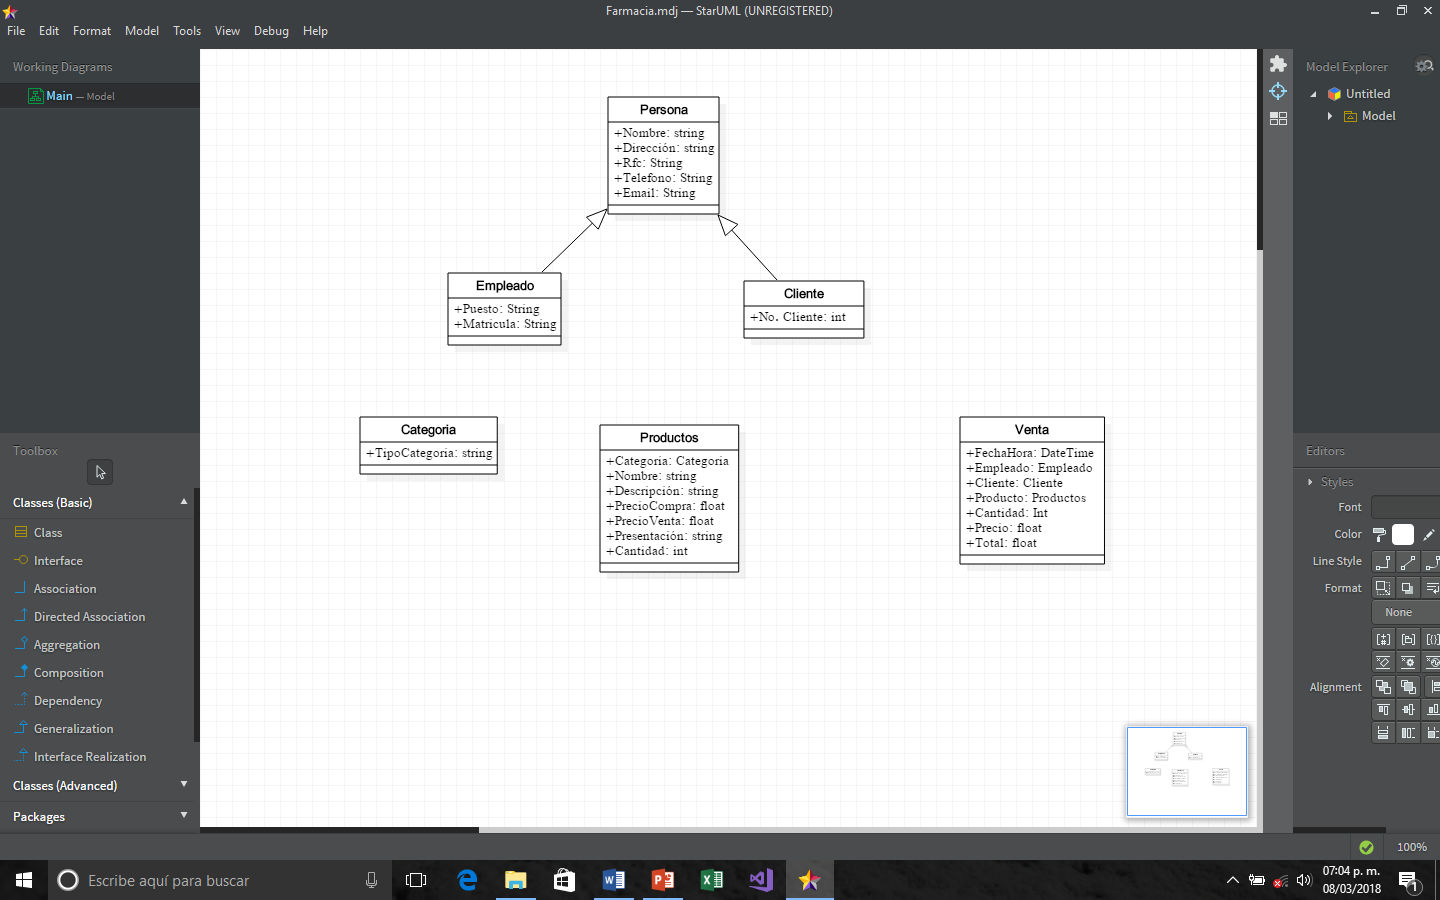 Farmacia.mdj — StarUML (UNREGISTERED)
File Edit Format Model Tools View Debug Help
Working Diagrams
Main — Model
Toolbox
Classes (Basic)
Class
Interface
Association
Directed Association
Aggregation
Composition
Dependency
Generalization
Interface Realization
Classes (Advanced)
Packages
Persona
+Nombre: string
+Dirección: string
+Rfc: String
+Telefono: String
+Email: String
Empleado
+Puesto: String
+Matricula: String
Cliente
+No. Cliente: int
Categoria
+TipoCategoria: string
Productos
+Categoria: Categoria
+Nombre: string
+Descripción: string
+PrecioCompra: float
+PrecioVenta: float
+Presentación: string
+Cantidad: int
Venta
+FechaHora: DateTime
+Empleado: Empleado
+Cliente: Cliente
+Producto: Productos
+Cantidad: Int
+Precio: float
+Total: float
Model Explorer
Untitled
Model
Editors
Styles
Font
Color
Line Style
Format
None
Alignment
100%
Escribe aquí para buscar
07:04 p. m.
08/03/2018
1